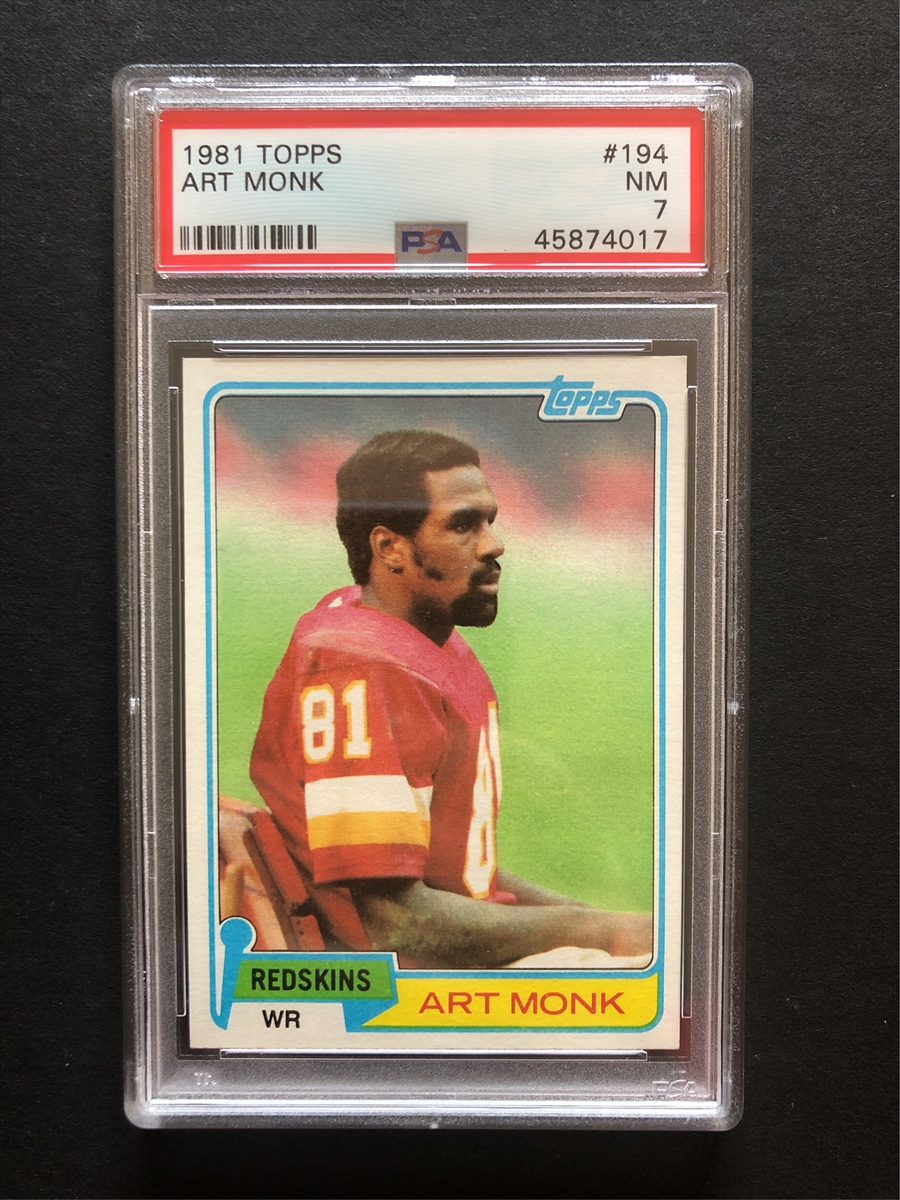 1981 TOPPS #194
ART MONK NM
7
PSA 45874017
topps
81
REDSKINS
WR
ART MONK
PSA